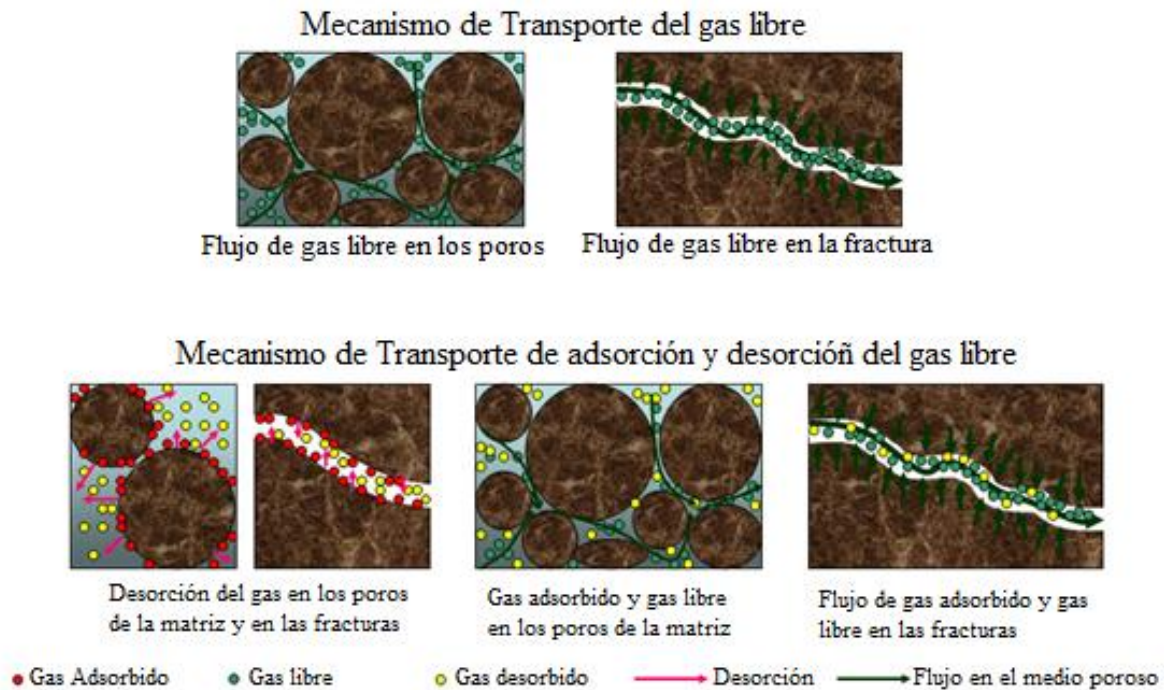 Mecanismo de Transporte del gas libre
Flujo de gas libre en los poros
Flujo de gas libre en la fractura
Mecanismo de Transporte de adsorción y desorcióñ del gas libre
Desorción del gas en los poros
de la matriz y en las fracturas
Gas adsorbido y gas libre
en los poros de la matriz
Flujo de gas adsorbido y gas
libre en las fracturas
Gas Adsorbido
Gas libre
Gas desorbido
Desorción
Flujo en el medio poroso